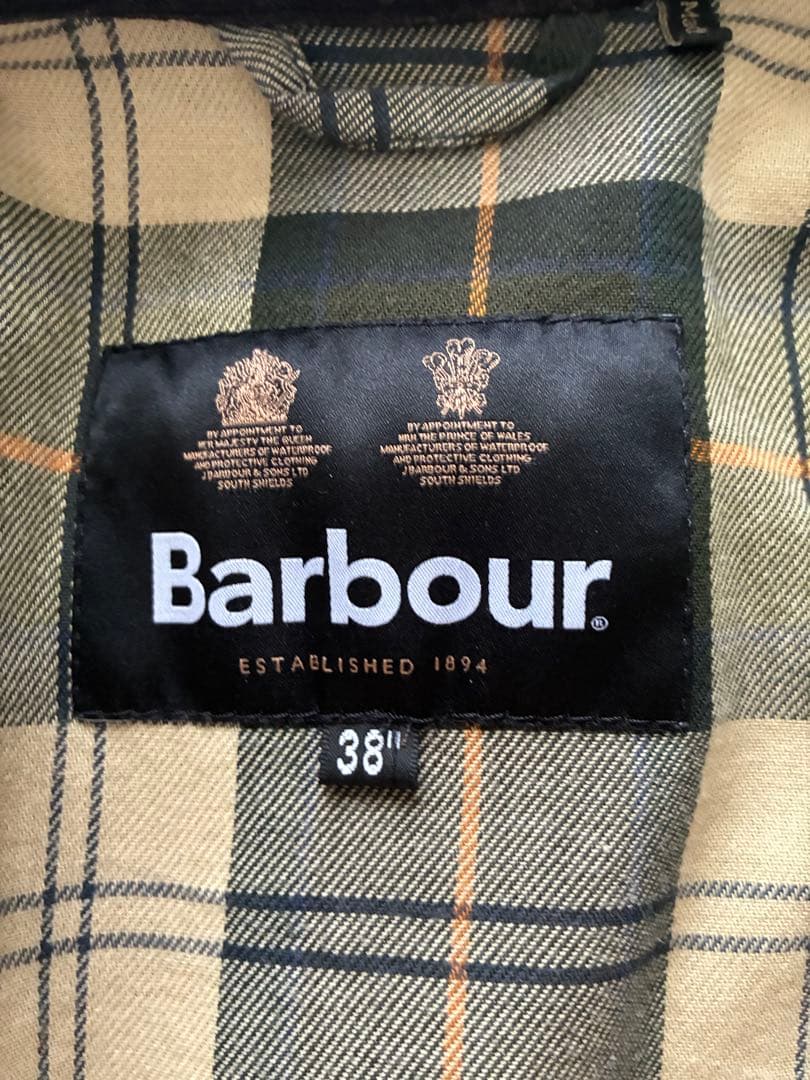 BY APPOINTMENT TO
HER MAJESTY THE QUEEN
MANUFACTURERS OF WATERPROOF
AND PROTECTIVE CLOTHING
J BARBOUR & SONS LTD
SOUTH SHIELDS
BY APPOINTMENT TO
HRH THE PRINCE OF WALES
MANUFACTURERS OF WATERPROOF
AND PROTECTIVE CLOTHING
J BARBOUR & SONS LTD
SOUTH SHIELDS
Barbour®
ESTABLISHED 1894
38"